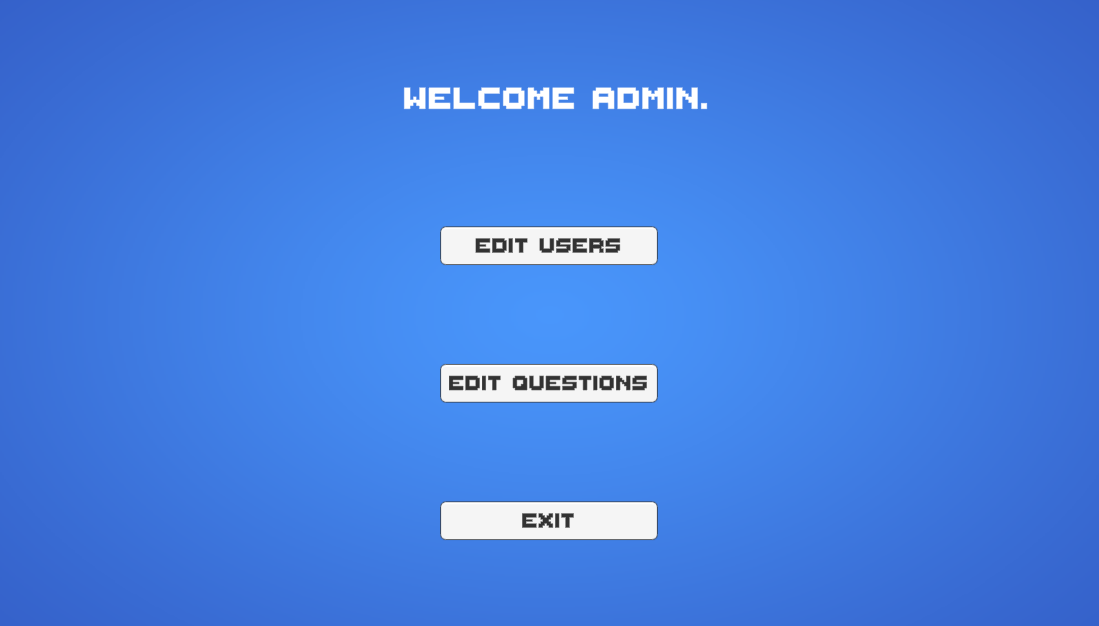 WELCOME ADMIN.
EDIT USERS
EDIT QUESTIONS
EXIT